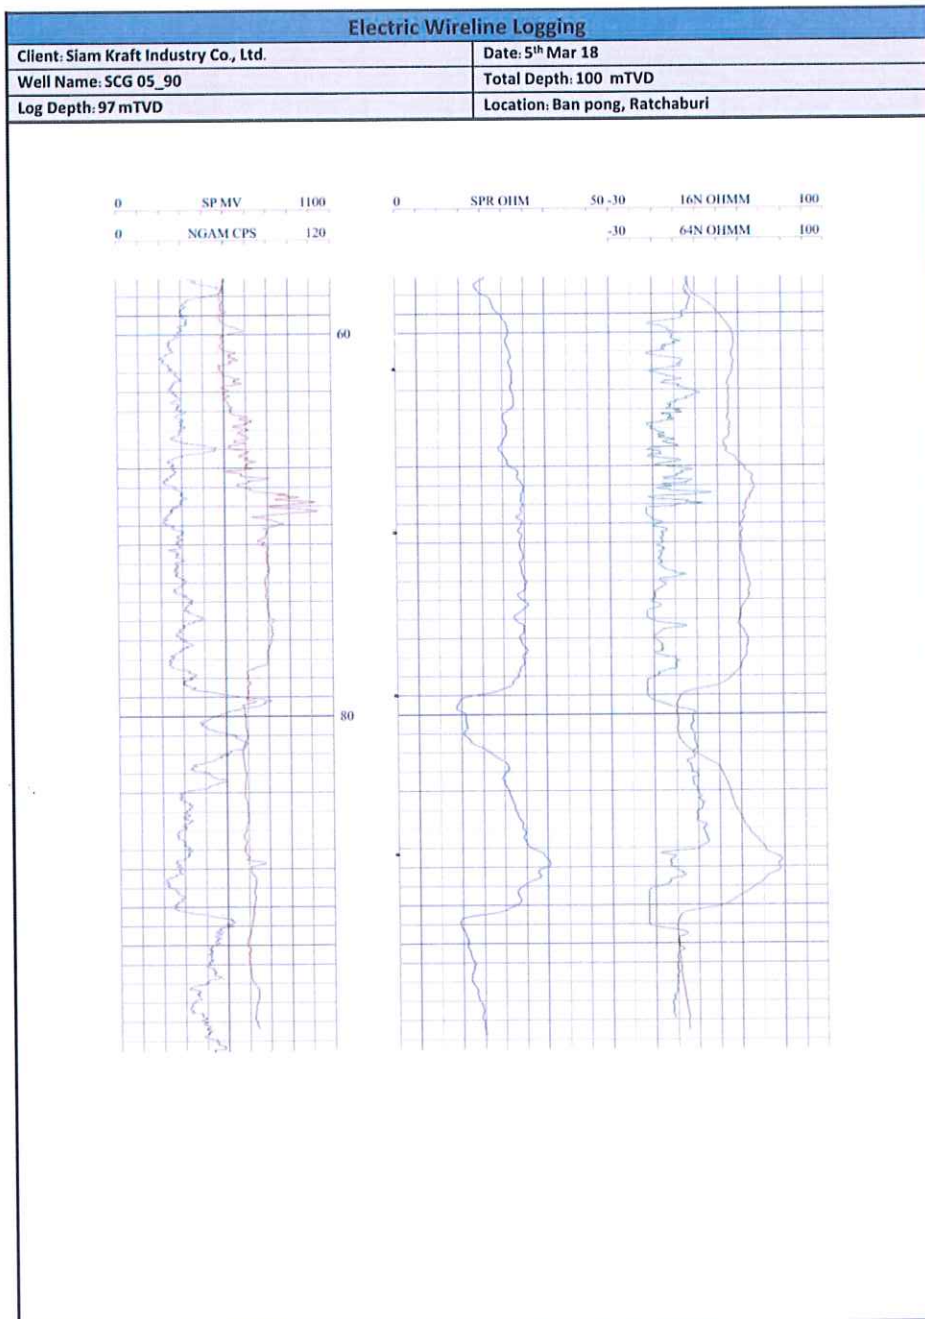 Electric Wireline Logging
Client: Siam Kraft Industry Co., Ltd. Date: 5th Mar 18
Well Name: SCG 05_90 Total Depth: 100 mTVD
Log Depth: 97 mTVD Location: Ban pong, Ratchaburi
0 SP MV 1100 0 SPR OHM 50 -30 16N OHMM 100
0 NGAM CPS 120 -30 64N OHMM 100
60
80